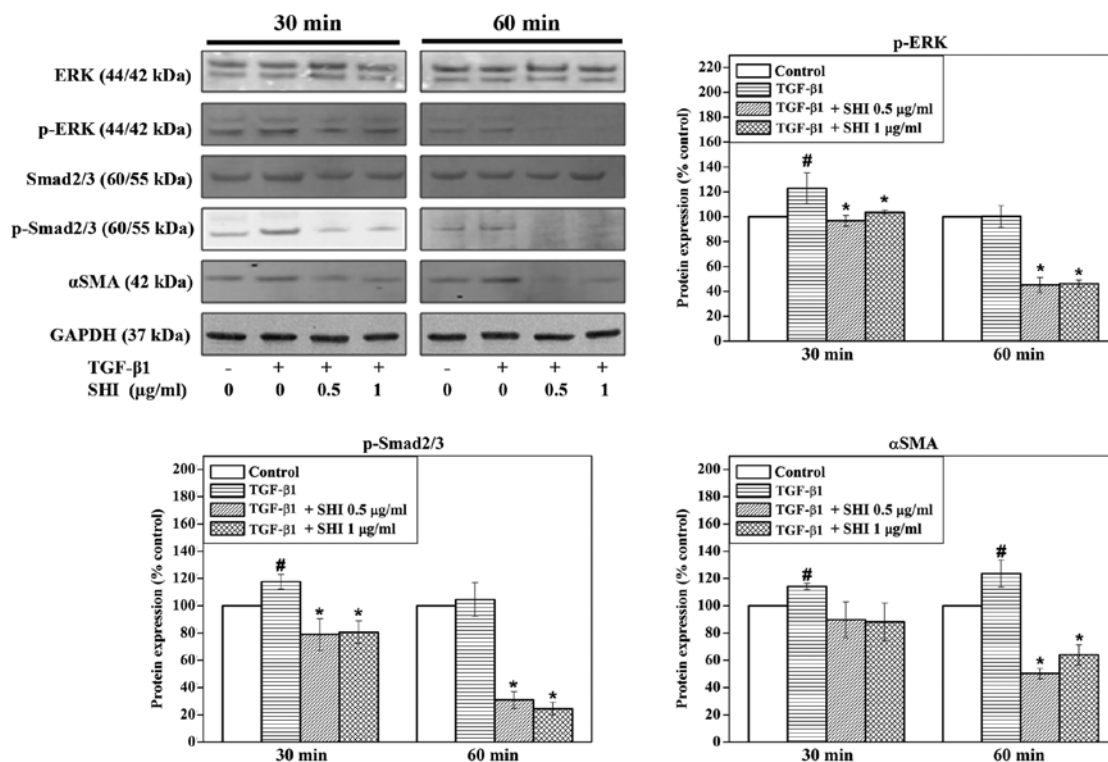 30 min 60 min
ERK (44/42 kDa)
p-ERK (44/42 kDa)
Smad2/3 (60/55 kDa)
p-Smad2/3 (60/55 kDa)
αSMA (42 kDa)
GAPDH (37 kDa)
TGF-β1 - + + + - + + +
SHI (μg/ml) 0 0 0.5 1 0 0 0.5 1
p-ERK
Protein expression (% control)
220
200
180
160
140
120
100
80
60
40
20
0
Control
TGF-β1
TGF-β1 + SHI 0.5 μg/ml
TGF-β1 + SHI 1 μg/ml
# * * * *
30 min 60 min
p-Smad2/3
Protein expression (% control)
200
180
160
140
120
100
80
60
40
20
0
Control
TGF-β1
TGF-β1 + SHI 0.5 μg/ml
TGF-β1 + SHI 1 μg/ml
# * * * *
30 min 60 min
αSMA
Protein expression (% control)
200
180
160
140
120
100
80
60
40
20
0
Control
TGF-β1
TGF-β1 + SHI 0.5 μg/ml
TGF-β1 + SHI 1 μg/ml
# # * *
30 min 60 min